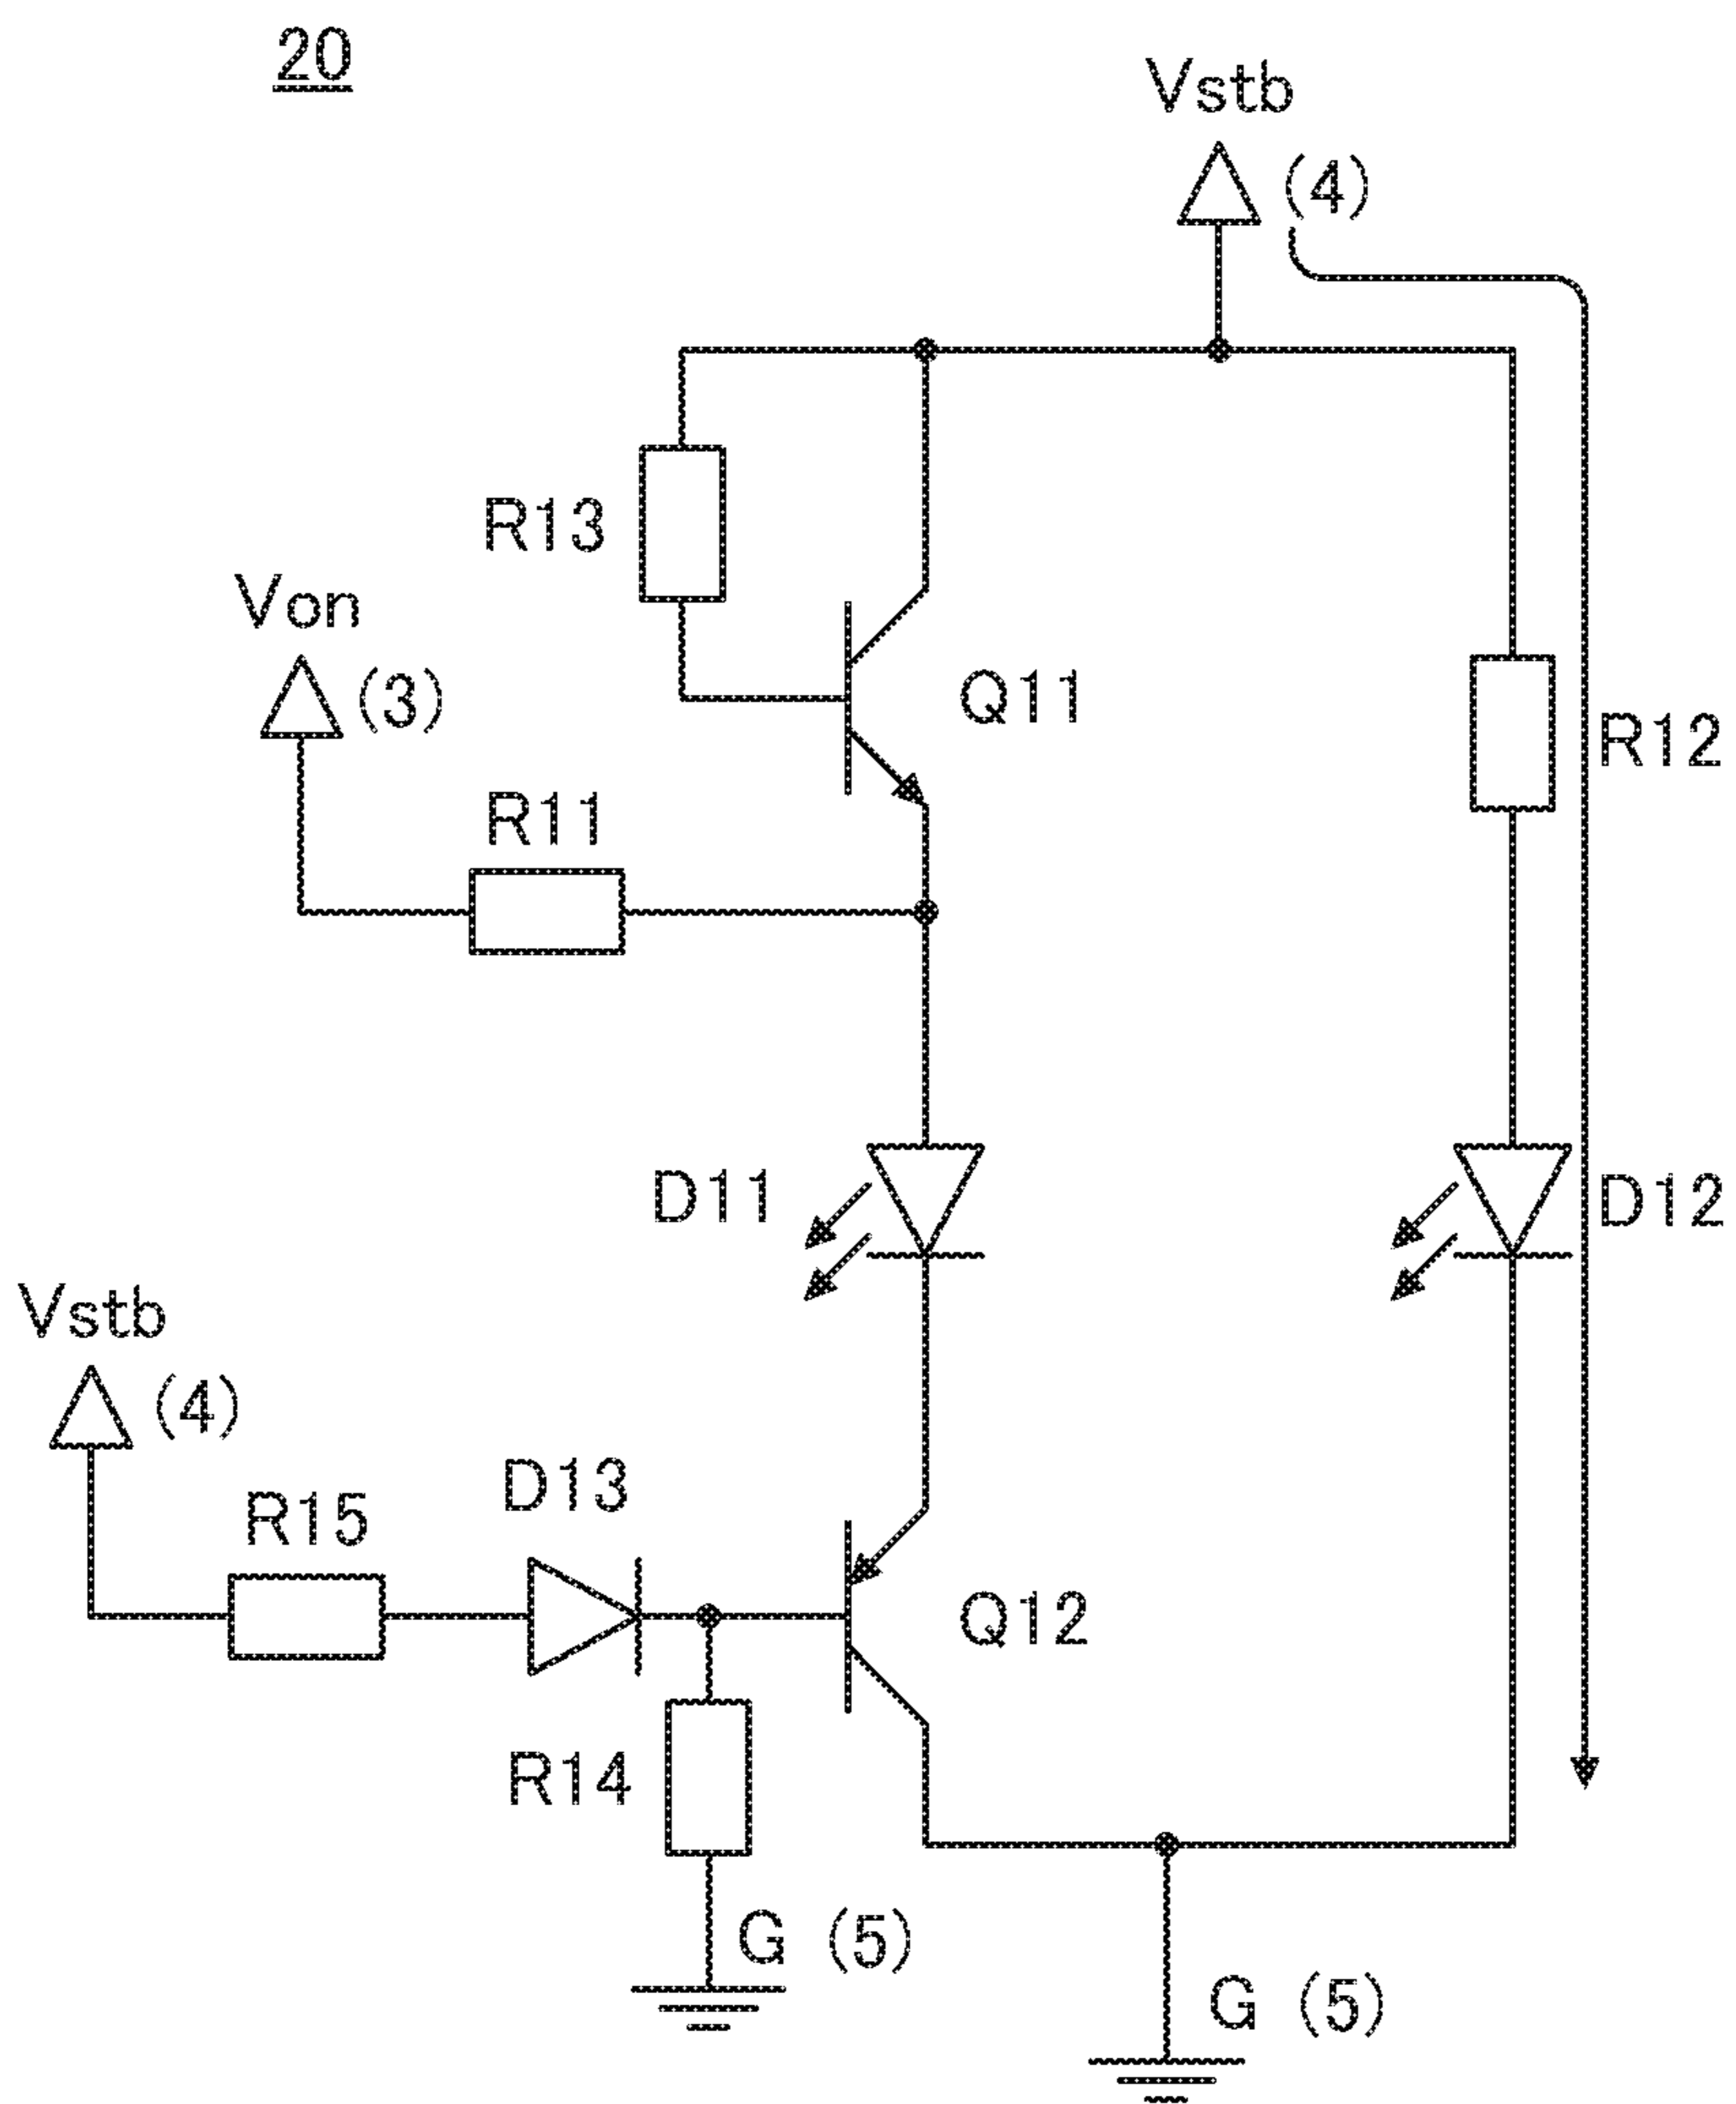 20
Vstb
(4)
R13
Von
(3)
Q11
R12
R11
D11
D12
Vstb
(4)
D13
R15
Q12
R14
G (5)
G (5)